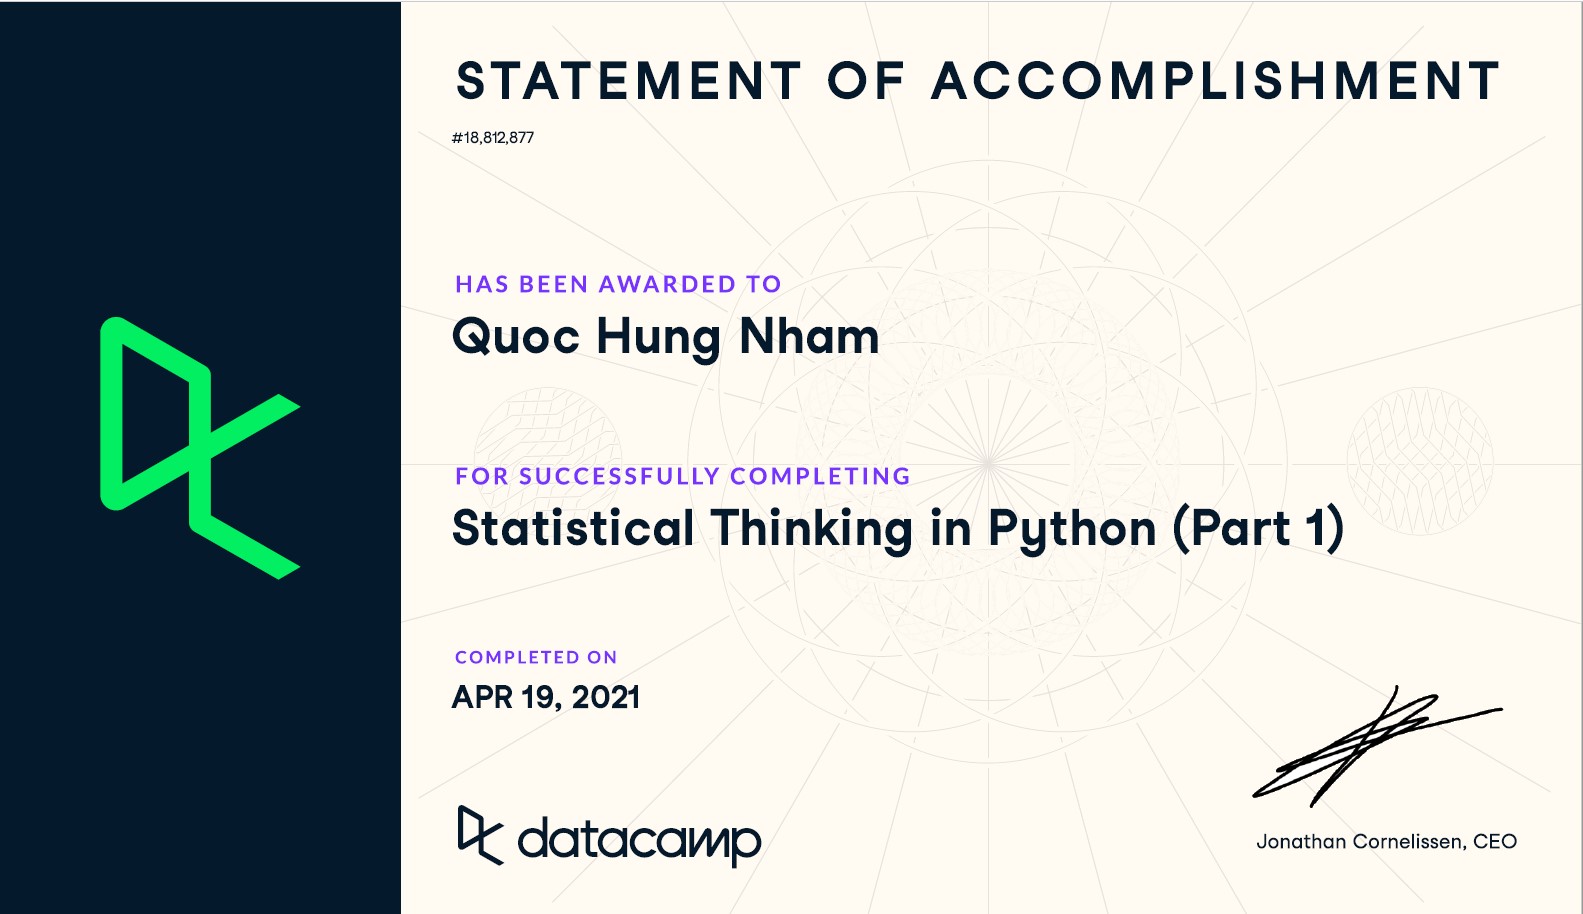 STATEMENT OF ACCOMPLISHMENT
#18,812,877
HAS BEEN AWARDED TO
Quoc Hung Nham
FOR SUCCESSFULLY COMPLETING
Statistical Thinking in Python (Part 1)
COMPLETED ON
APR 19, 2021
datacamp
Jonathan Cornelissen, CEO